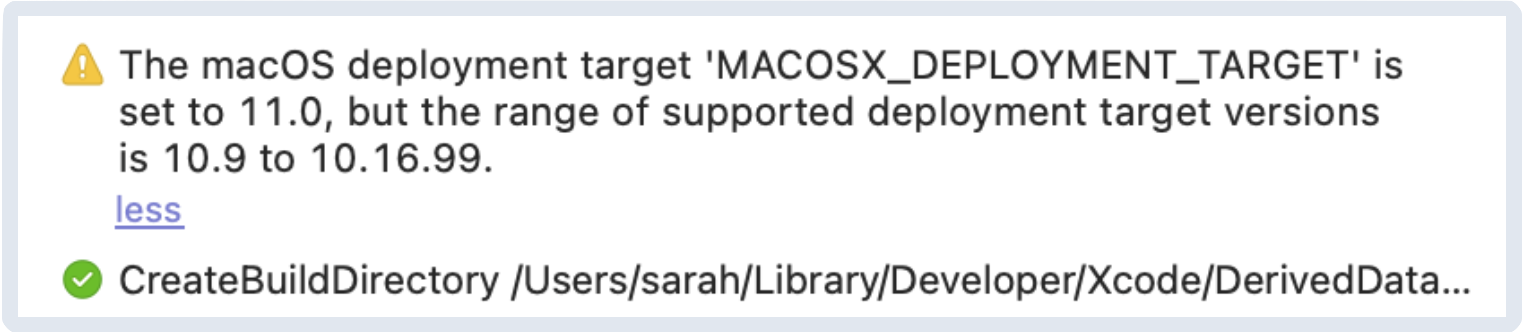 The macOS deployment target 'MACOSX_DEPLOYMENT_TARGET' is
set to 11.0, but the range of supported deployment target versions
is 10.9 to 10.16.99.
less
CreateBuildDirectory /Users/sarah/Library/Developer/Xcode/DerivedData...